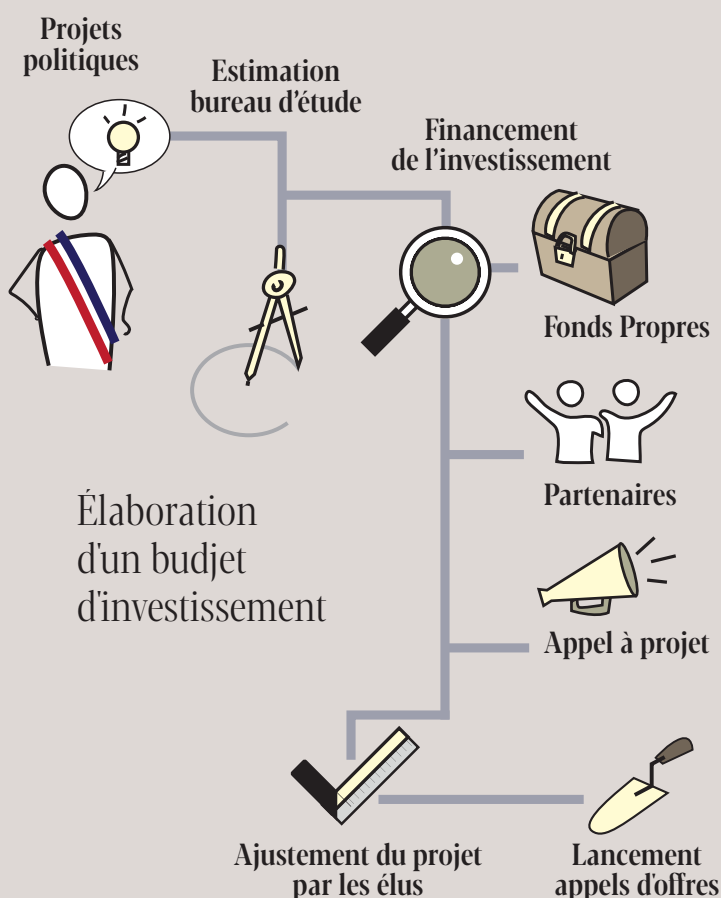 Projets
politiques
Estimation
bureau d'étude
Financement
de l'investissement
Fonds Propres
Partenaires
Élaboration
d'un budjet
d'investissement
Appel à projet
Ajustement du projet
par les élus
Lancement
appels d'offres